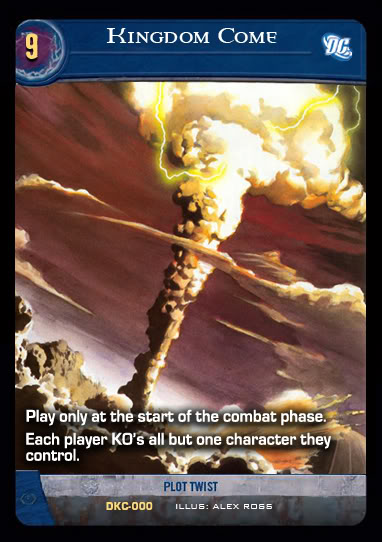 9
Kingdom Come
DC
Play only at the start of the combat phase.
Each player KO's all but one character they
control.
PLOT TWIST
DKC-000 ILLUS: ALEX ROSS